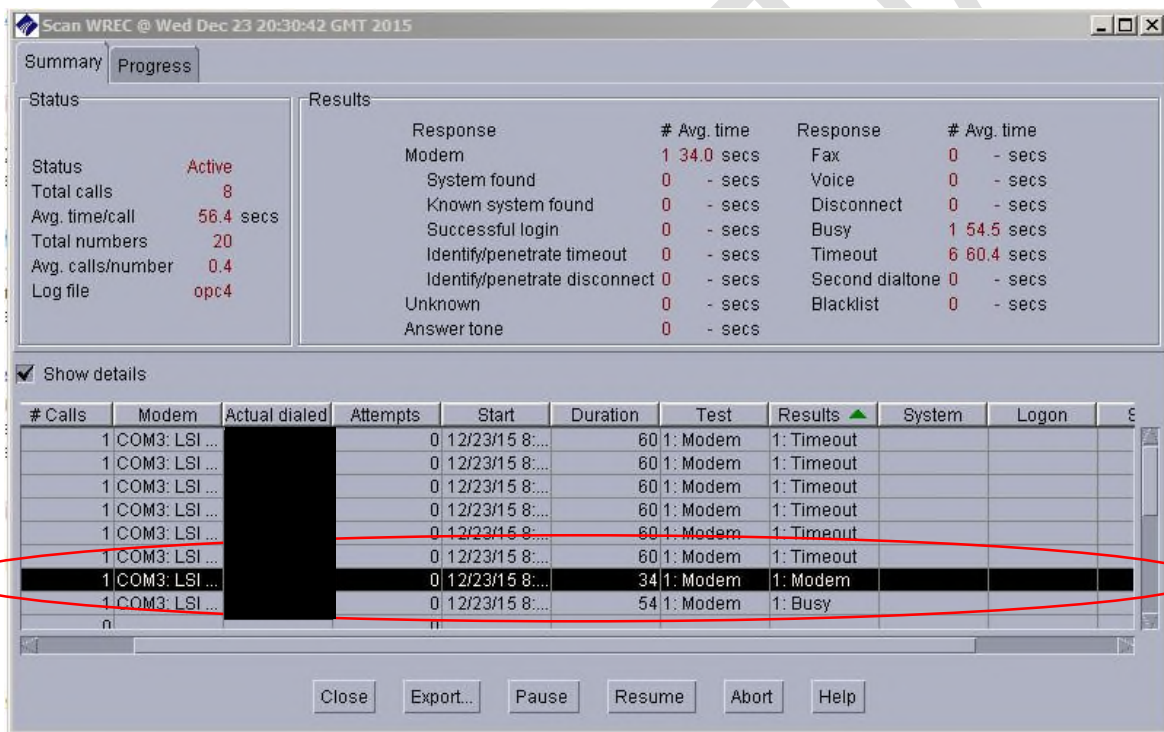 Scan WREC @ Wed Dec 23 20:30:42 GMT 2015
Summary Progress
Status
Status Active
Total calls 8
Avg. time/call 56.4 secs
Total numbers 20
Avg. calls/number 0.4
Log file opc4
Results
Response # Avg. time Response # Avg. time
Modem 1 34.0 secs Fax 0 - secs
System found 0 - secs Voice 0 - secs
Known system found 0 - secs Disconnect 0 - secs
Successful login 0 - secs Busy 1 54.5 secs
Identify/penetrate timeout 0 - secs Timeout 6 60.4 secs
Identify/penetrate disconnect 0 - secs Second dialtone 0 - secs
Unknown 0 - secs Blacklist 0 - secs
Answer tone 0 - secs
Show details
# Calls Modem Actual dialed Attempts Start Duration Test Results System Logon
1 COM3: LSI ... 0 12/23/15 8:... 60 1: Modem 1: Timeout
1 COM3: LSI ... 0 12/23/15 8:... 60 1: Modem 1: Timeout
1 COM3: LSI ... 0 12/23/15 8:... 60 1: Modem 1: Timeout
1 COM3: LSI ... 0 12/23/15 8:... 60 1: Modem 1: Timeout
1 COM3: LSI ... 0 12/23/15 8:... 60 1: Modem 1: Timeout
1 COM3: LSI ... 0 12/23/15 8:... 60 1: Modem 1: Timeout
1 COM3: LSI ... 0 12/23/15 8:... 34 1: Modem 1: Modem
1 COM3: LSI ... 0 12/23/15 8:... 54 1: Modem 1: Busy
0 0
Close Export... Pause Resume Abort Help